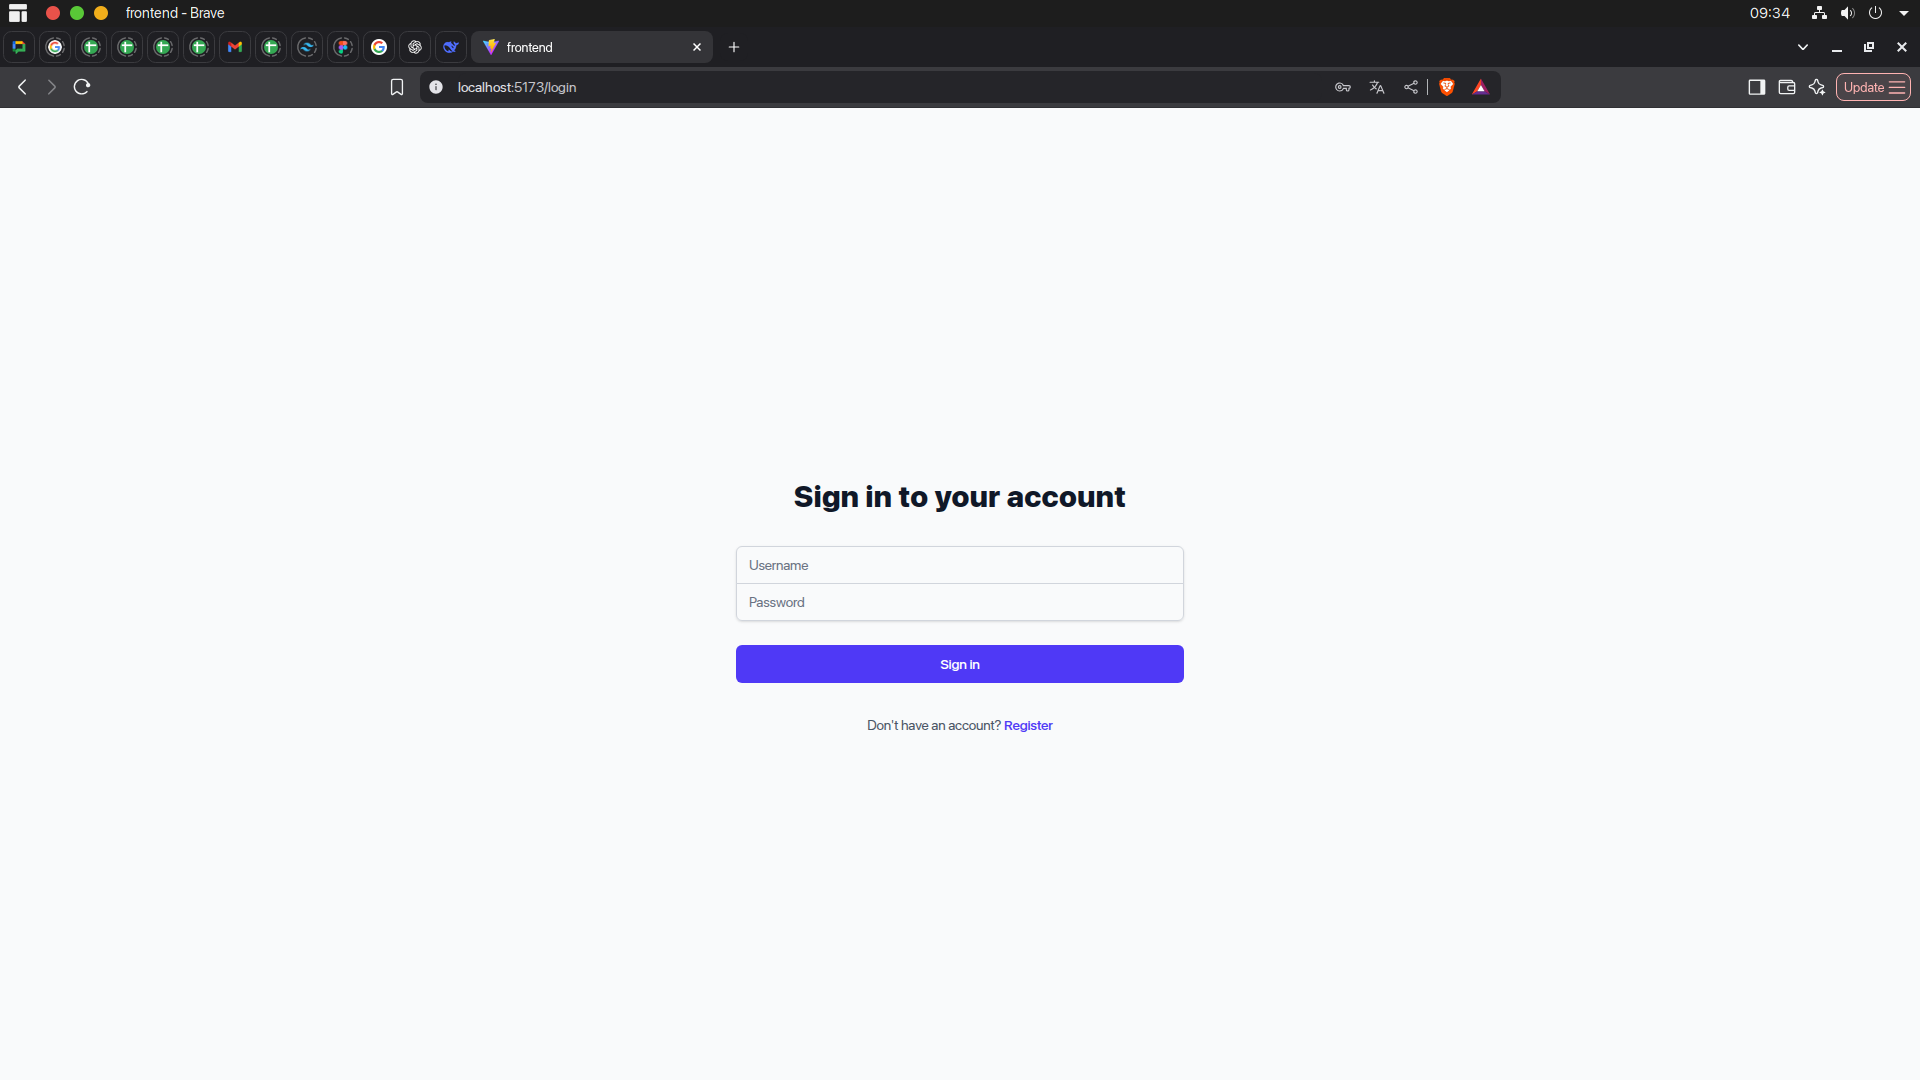 frontend - Brave
09:34
frontend
localhost:5173/login
Update
Sign in to your account
Username
Password
Sign in
Don't have an account? Register